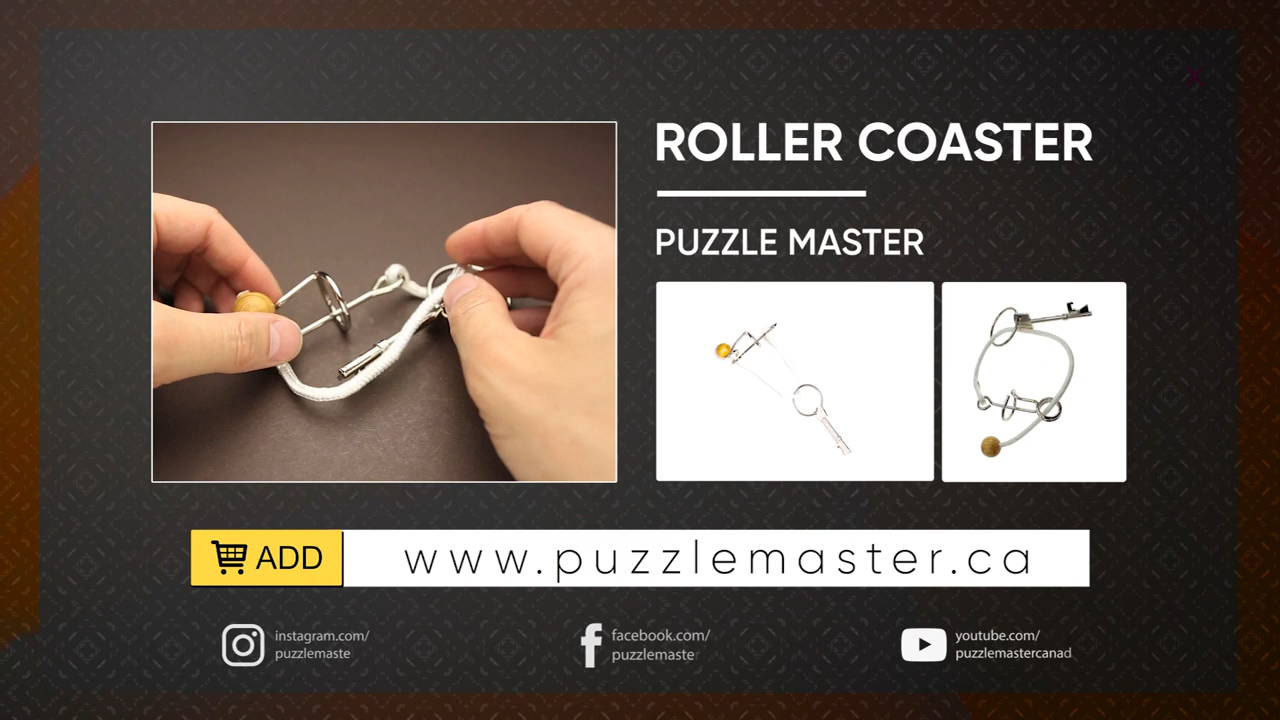 ROLLER COASTER
PUZZLE MASTER
ADD
www.puzzlemaster.ca
instagram.com/
puzzlemaste
facebook.com/
puzzlemaste
youtube.com/
puzzlemastercanad